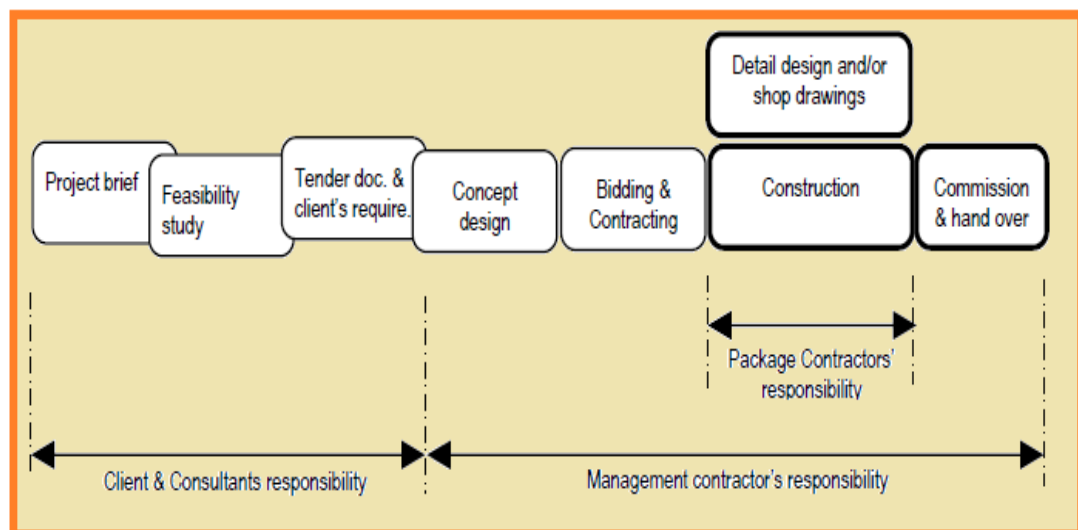 Project brief
Feasibility
study
Tender doc. &
client's require.
Concept
design
Bidding &
Contracting
Detail design and/or
shop drawings
Construction
Commission
& hand over
Package Contractors'
responsibility
Client & Consultants responsibility
Management contractor's responsibility